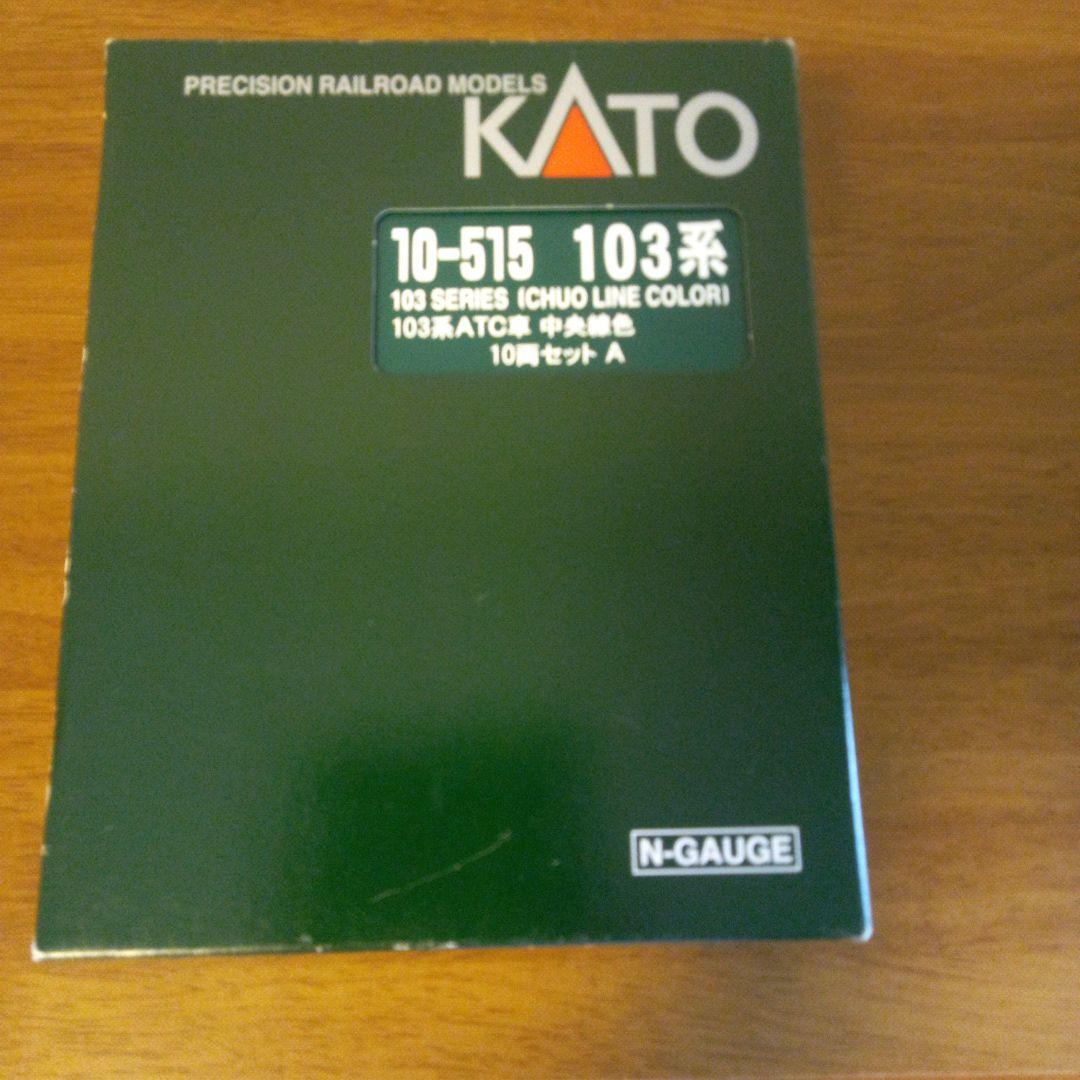 PRECISION RAILROAD MODELS
KATO
10-515 103系
103 SERIES (CHUO LINE COLOR)
103系ATC車 中央線色
10両セット A
N-GAUGE